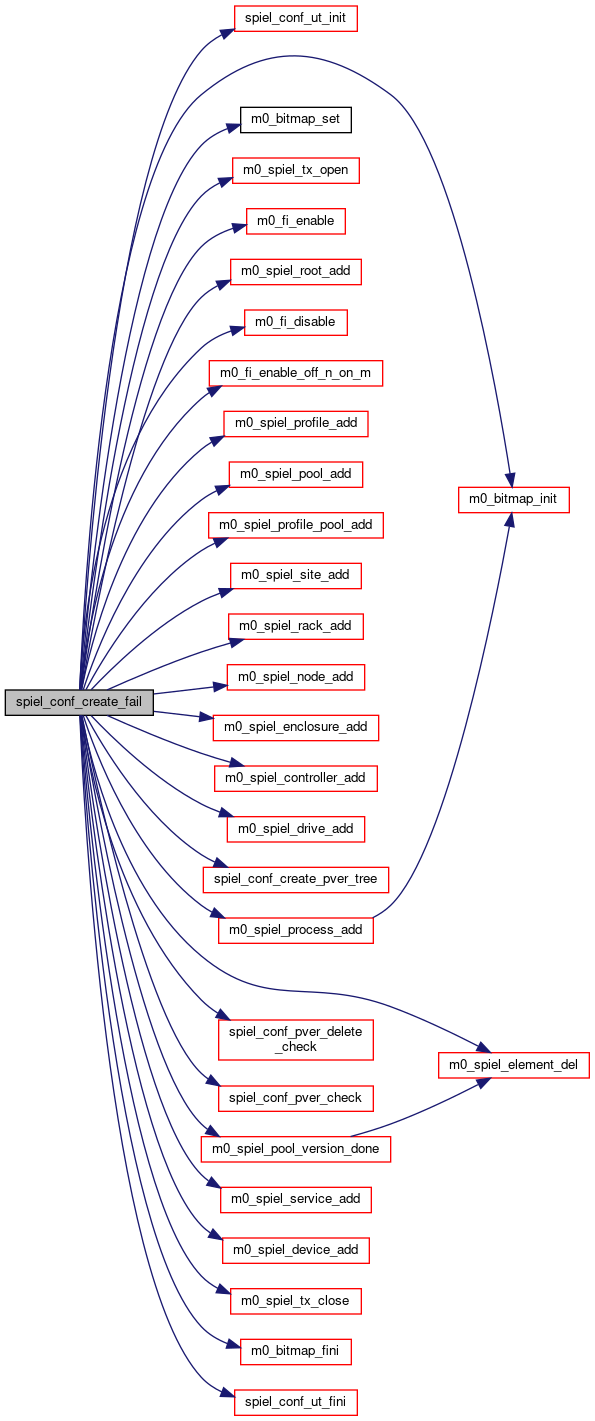 spiel_conf_ut_init
m0_bitmap_set
m0_spiel_tx_open
m0_fi_enable
m0_spiel_root_add
m0_fi_disable
m0_fi_enable_off_n_on_m
m0_spiel_profile_add
m0_spiel_pool_add
m0_bitmap_init
m0_spiel_profile_pool_add
m0_spiel_site_add
m0_spiel_rack_add
m0_spiel_node_add
spiel_conf_create_fail
m0_spiel_enclosure_add
m0_spiel_controller_add
m0_spiel_drive_add
spiel_conf_create_pver_tree
m0_spiel_process_add
spiel_conf_pver_delete
_check
m0_spiel_element_del
spiel_conf_pver_check
m0_spiel_pool_version_done
m0_spiel_service_add
m0_spiel_device_add
m0_spiel_tx_close
m0_bitmap_fini
spiel_conf_ut_fini